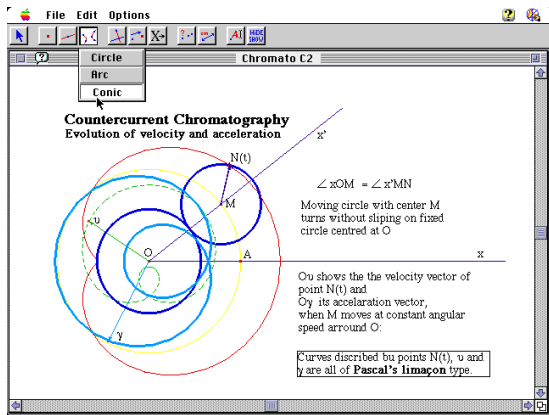 File Edit Options
?
X
?
A
HIDE SHOW
? Chromato C2
Circle
Arc
Conic
Countercurrent Chromatography
Evolution of velocity and acceleration
x'
N(t)
∠ xOM = ∠ x'MN
M
Moving circle with center M
turns without sliping on fixed
circle centred at O
υ
O
A
x
Oυ shows the the velocity vector of
point N(t) and
Oγ its accelaration vector,
when M moves at constant angular
speed arround O:
γ
Curves discribed bu points N(t), υ and
γ are all of Pascal's limaçon type.